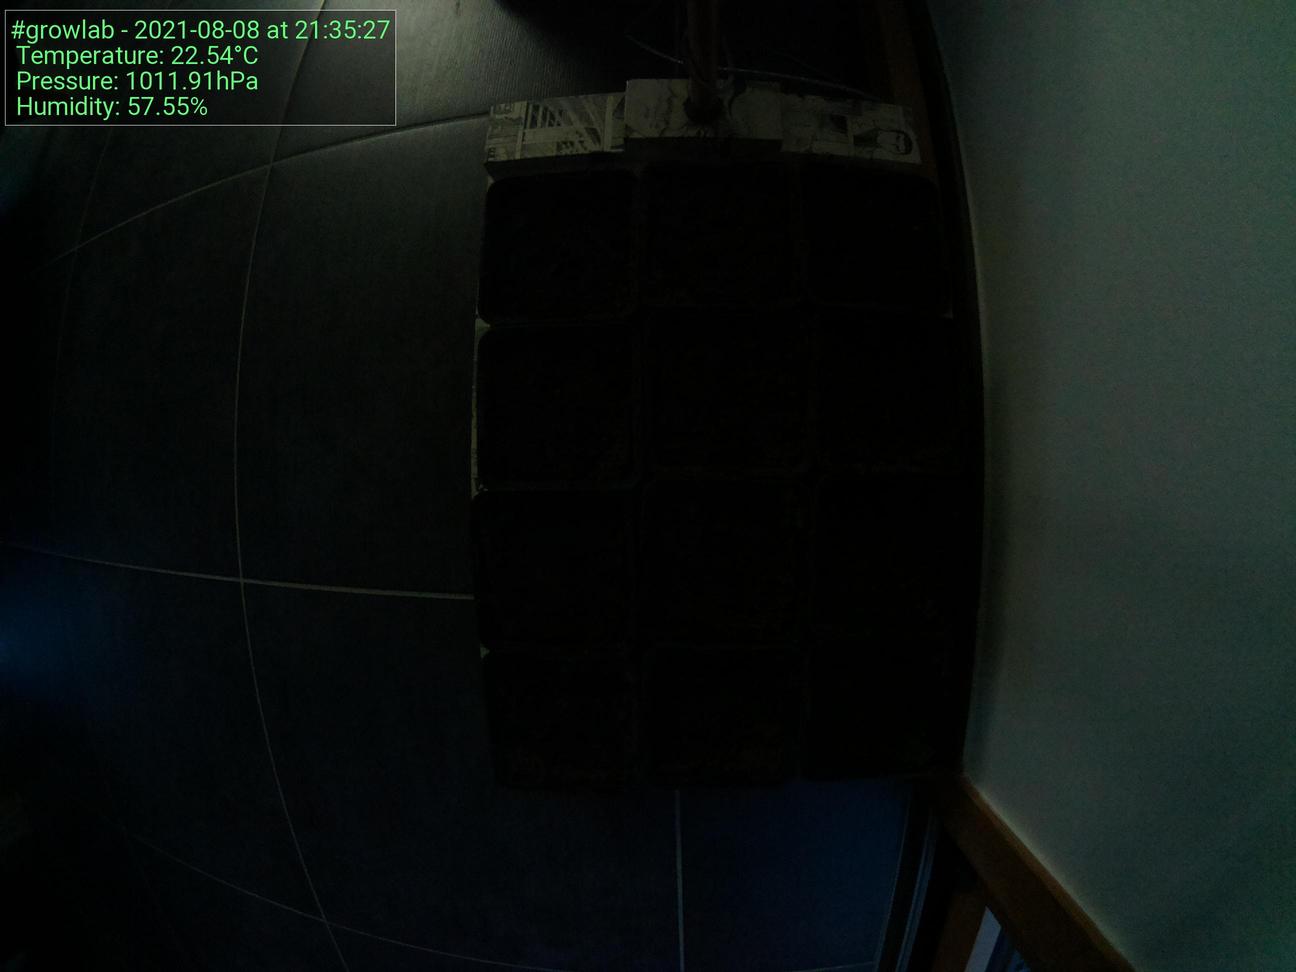 #growlab - 2021-08-08 at 21:35:27
Temperature: 22.54°C
Pressure: 1011.91hPa
Humidity: 57.55%